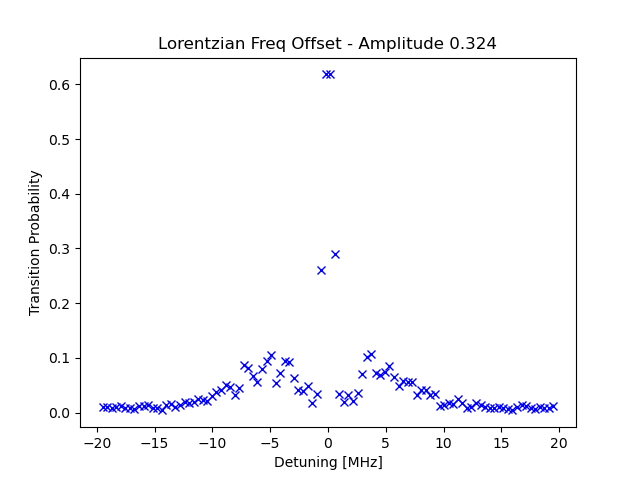 Lorentzian Freq Offset - Amplitude 0.324
Transition Probability
0.6
0.5
0.4
0.3
0.2
0.1
0.0
−20 −15 −10 −5 0 5 10 15 20
Detuning [MHz]